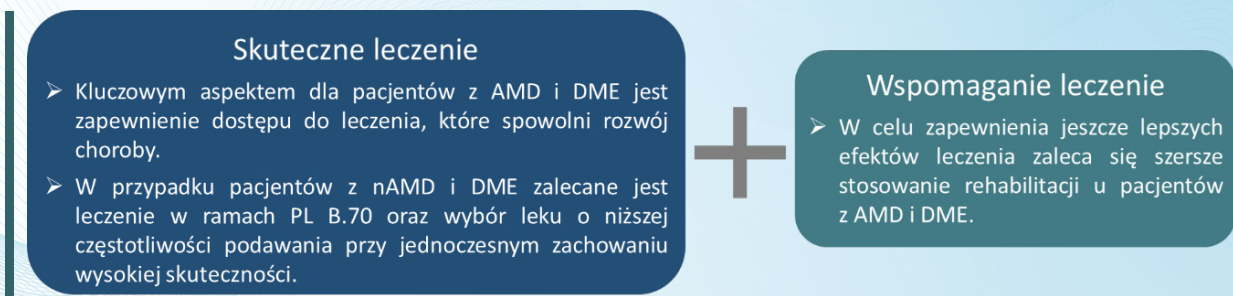 Skuteczne leczenie
➢ Kluczowym aspektem dla pacjentów z AMD i DME jest
zapewnienie dostępu do leczenia, które spowolni rozwój
choroby.
➢ W przypadku pacjentów z nAMD i DME zalecane jest
leczenie w ramach PL B.70 oraz wybór leku o niższej
częstotliwości podawania przy jednoczesnym zachowaniu
wysokiej skuteczności.
Wspomaganie leczenie
➢ W celu zapewnienia jeszcze lepszych
efektów leczenia zaleca się szersze
stosowanie rehabilitacji u pacjentów
z AMD i DME.